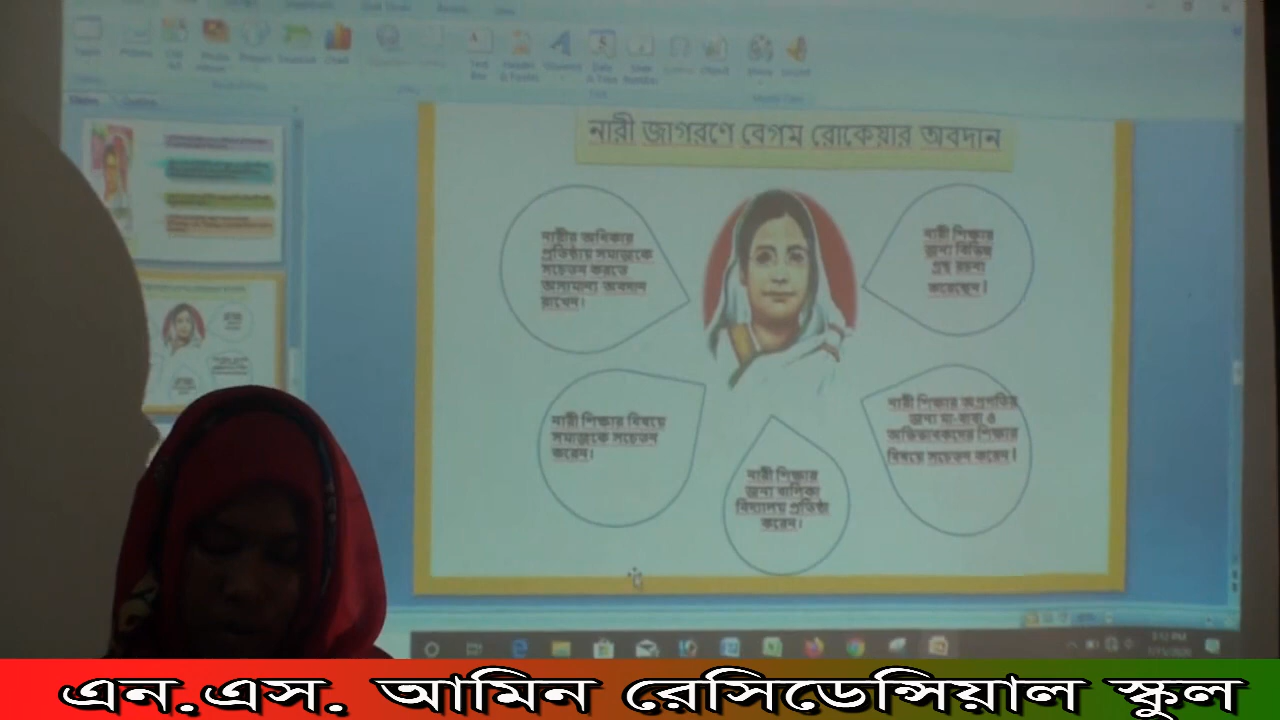 নারী জাগরণে বেগম রোকেয়ার অবদান
নারীর অধিকার
প্রতিষ্ঠায় সমাজকে
সচেতন করতে
অসামান্য অবদান
রাখেন।
নারী শিক্ষার
জন্য বিভিন্ন
গ্রন্থ রচনা
করেছেন।
নারী শিক্ষার বিষয়ে
সমাজকে সচেতন
করেন।
নারী শিক্ষার
জন্য বালিকা
বিদ্যালয় প্রতিষ্ঠা
করেন।
নারী শিক্ষার অগ্রগতির
জন্য মা-বাবা ও
অভিভাবকদের শিক্ষার
বিষয়ে সচেতন করেন।
এন.এস. আমিন রেসিডেন্সিয়াল স্কুল